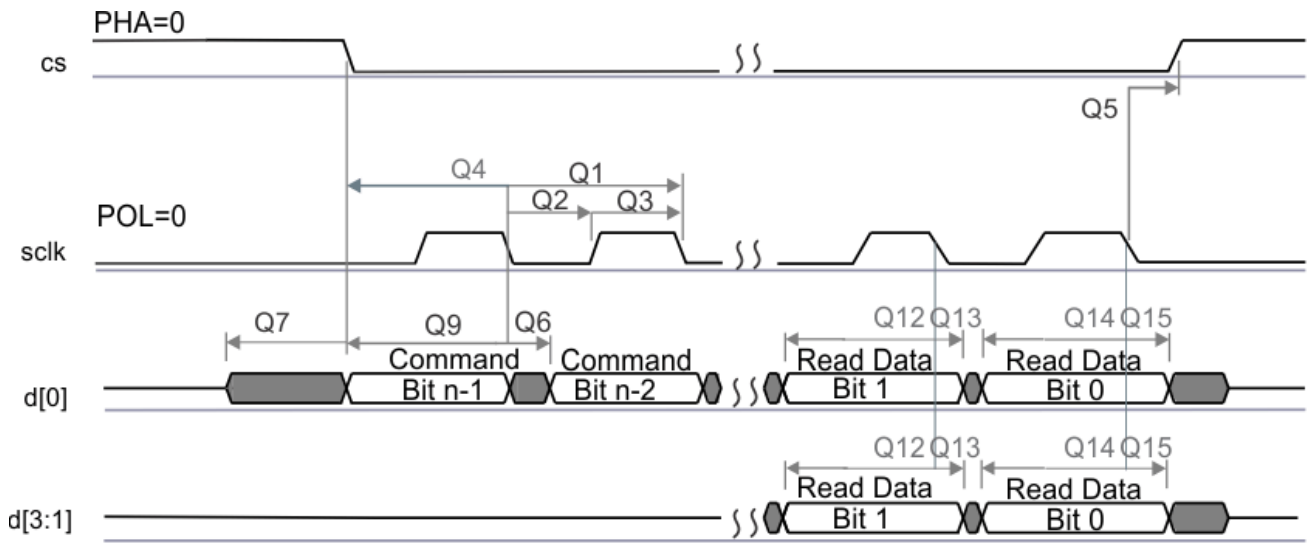 PHA=0
cs
Q5
Q4 Q1
Q2 Q3
POL=0
sclk
Q7 Q9 Q6 Q12 Q13 Q14 Q15
Command Command Read Data Read Data
d[0] Bit n-1 Bit n-2 Bit 1 Bit 0
Q12 Q13 Q14 Q15
Read Data Read Data
d[3:1] Bit 1 Bit 0